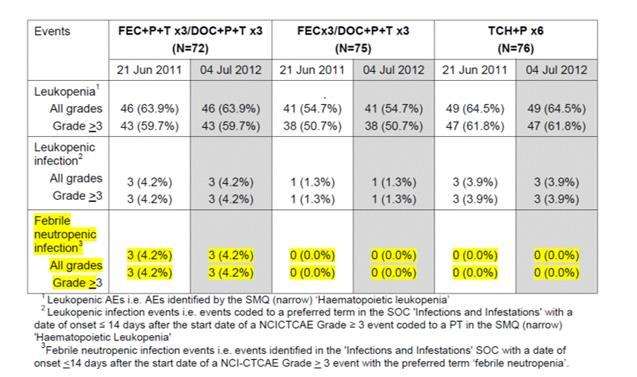 Events FEC+P+T x3/DOC+P+T x3 FECx3/DOC+P+T x3 TCH+P x6
(N=72) (N=75) (N=76)
21 Jun 2011 04 Jul 2012 21 Jun 2011 04 Jul 2012 21 Jun 2011 04 Jul 2012
Leukopenia1
All grades 46 (63.9%) 46 (63.9%) 41 (54.7%) 41 (54.7%) 49 (64.5%) 49 (64.5%)
Grade ≥3 43 (59.7%) 43 (59.7%) 38 (50.7%) 38 (50.7%) 47 (61.8%) 47 (61.8%)
Leukopenic
infection2
All grades 3 (4.2%) 3 (4.2%) 1 (1.3%) 1 (1.3%) 3 (3.9%) 3 (3.9%)
Grade ≥3 3 (4.2%) 3 (4.2%) 1 (1.3%) 1 (1.3%) 3 (3.9%) 3 (3.9%)
Febrile
neutropenic
infection3
All grades 3 (4.2%) 3 (4.2%) 0 (0.0%) 0 (0.0%) 0 (0.0%) 0 (0.0%)
Grade ≥3 3 (4.2%) 3 (4.2%) 0 (0.0%) 0 (0.0%) 0 (0.0%) 0 (0.0%)
1 Leukopenic AEs i.e. AEs identified by the SMQ (narrow) 'Haematopoietic leukopenia'
2 Leukopenic infection events i.e. events coded to a preferred term in the SOC 'Infections and Infestations' with a
date of onset ≤ 14 days after the start date of a NCICTCAE Grade ≥ 3 event coded to a PT in the SMQ (narrow)
'Haematopoietic Leukopenia'
3Febrile neutropenic infection events i.e. events identified in the 'Infections and Infestations' SOC with a date of
onset ≤14 days after the start date of a NCI-CTCAE Grade ≥ 3 event with the preferred term 'febrile neutropenia'.